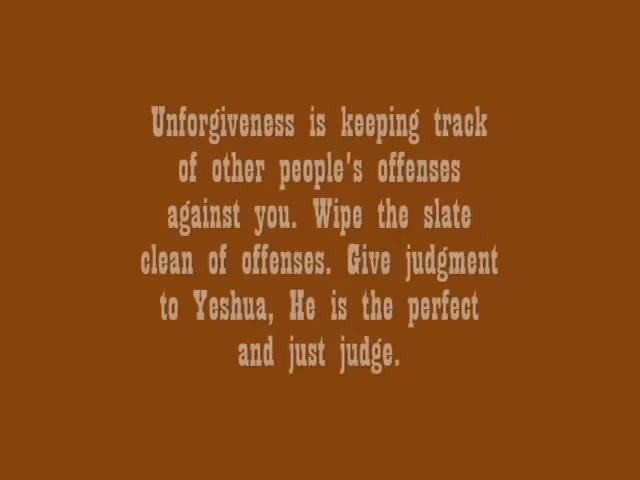 Unforgiveness is keeping track
of other people's offenses
against you. Wipe the slate
clean of offenses. Give judgment
to Yeshua, He is the perfect
and just judge.